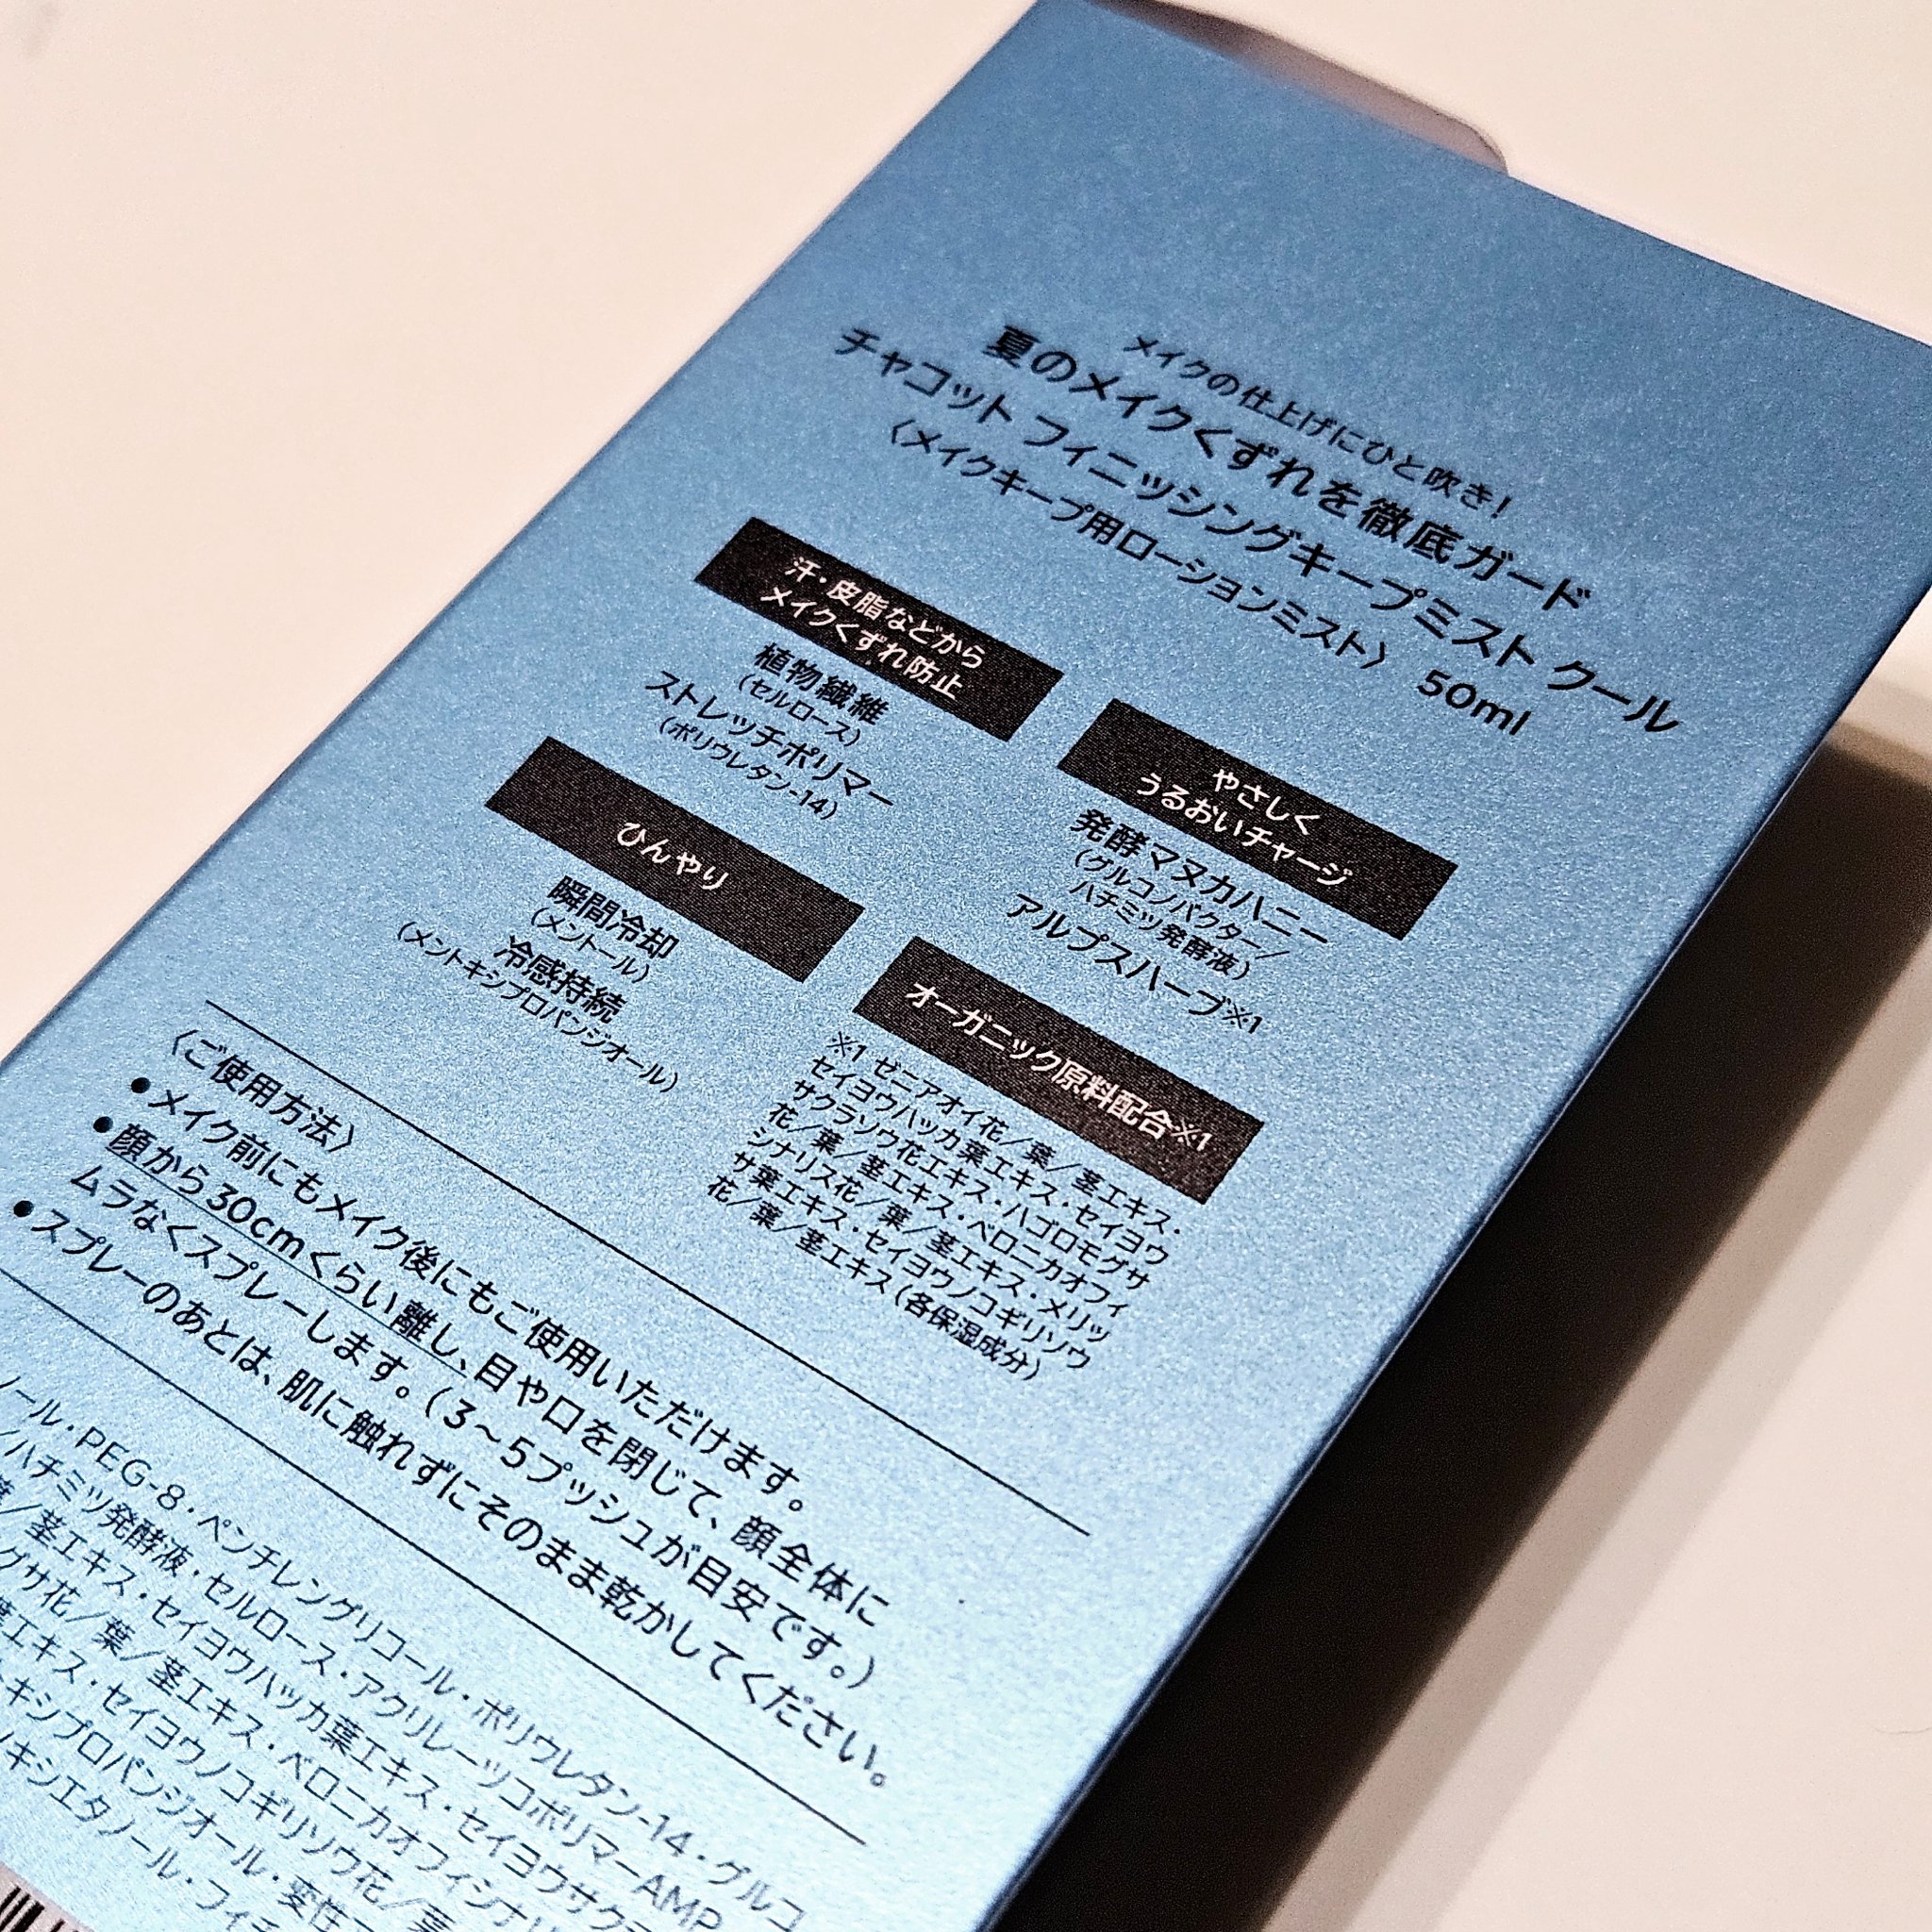 メイクの仕上げにひと吹き!
夏のメイクくずれを徹底ガード
チャコット フィニッシングキープミスト クール
〈メイクキープ用ローションミスト〉 50ml
汗・皮脂などから
メイクくずれ防止
植物繊維
(セルロース)
ストレッチポリマー
(ポリウレタン-14)
やさしく
うるおいチャージ
発酵マヌカハニー
(グルコノバクター/
ハチミツ発酵液)
アルプスハーブ※1
ひんやり
瞬間冷却
(メントール)
冷感持続
(メントキシプロパンジオール)
オーガニック原料配合※1
※1 ゼニアオイ花/葉/茎エキス・
セイヨウハッカ葉エキス・セイヨウ
サクラソウ花エキス・ハゴロモグサ
花/葉/茎エキス・ベロニカオフィ
シナリス花/葉/茎エキス・メリッ
サ葉エキス・セイヨウノコギリソウ
花/葉/茎エキス(各保湿成分)
〈ご使用方法〉
●メイク前にもメイク後にもご使用いただけます。
●顔から30cmくらい離し、目や口を閉じて、顔全体に
ムラなくスプレーします。(3~5プッシュが目安です。)
●スプレーのあとは、肌に触れずにそのまま乾かしてください。
ール・PEG-8・ペンチレングリコール・ポリウレタン-14・グルコ
/ハチミツ発酵液・セルロース・アクリレーツコポリマーAMP
/茎エキス・セイヨウハッカ葉エキス・セイヨウサクラ
グサ花/葉/茎エキス・ベロニカオフィシナリ
葉エキス・セイヨウノコギリソウ花/葉
キシプロパンジオール・変性
キシエタノール・フィ